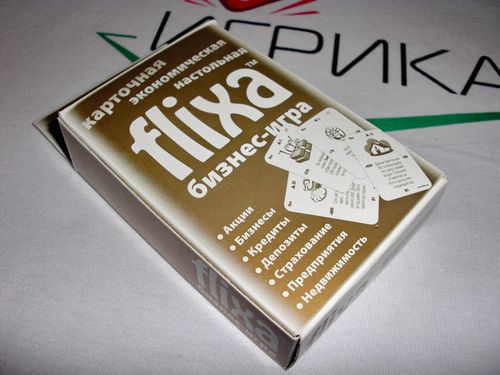 ИГРИКА
карточная
экономическая
настольная
flixa™
бизнес-игра
• Акции
• Бизнесы
• Кредиты
• Депозиты
• Страхование
• Предприятия
• Недвижимость
flixa